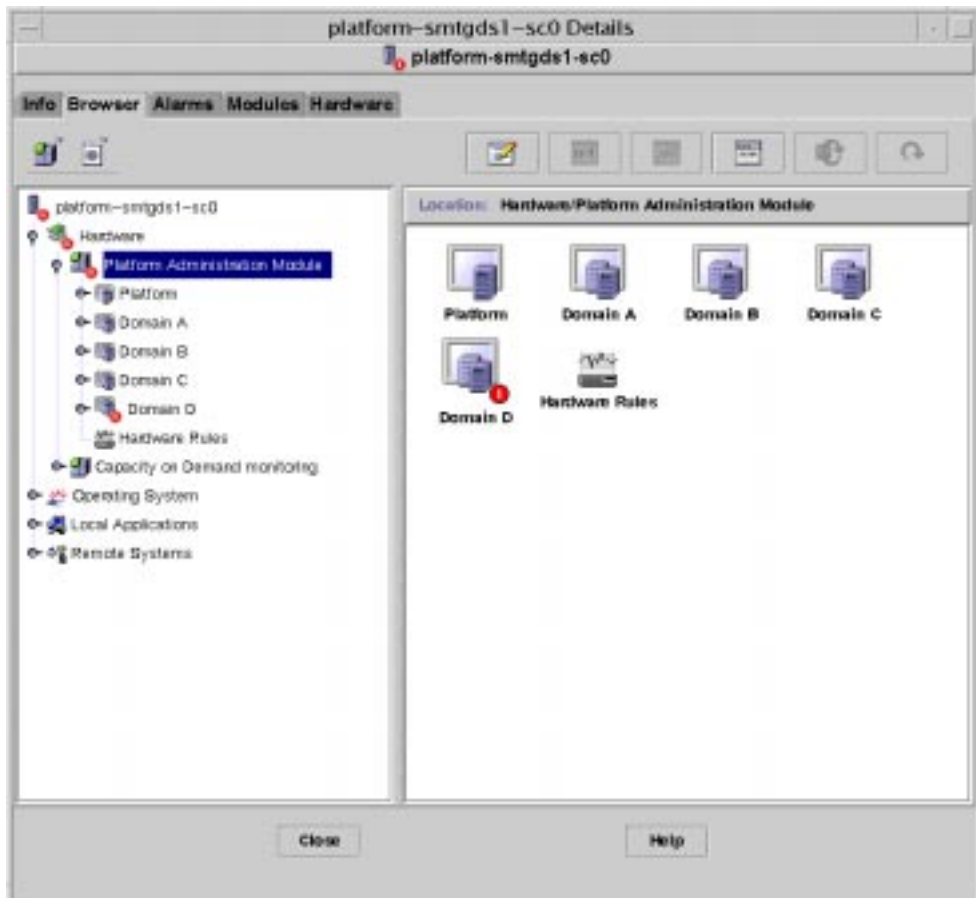 platform-smtgds1-sc0 Details
platform-smtgds1-sc0
Info Browser Alarms Modules Hardware
platform-smtgds1-sc0
Hardware
Platform Administration Module
Platform
Domain A
Domain B
Domain C
Domain D
Hardware Rules
Capacity on Demand monitoring
Operating System
Local Applications
Remote Systems
Location: Hardware/Platform Administration Module
Platform Domain A Domain B Domain C
Domain D Hardware Rules
Close Help